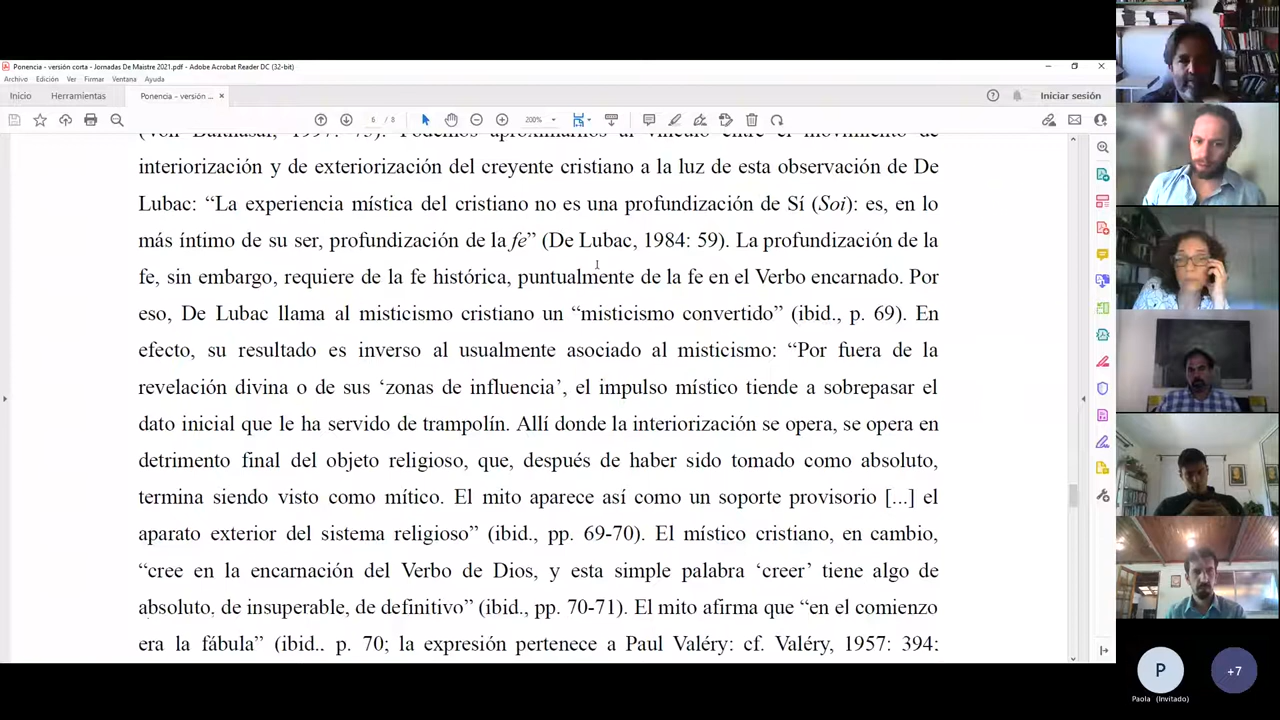 Ponencia - versión corta - Jornadas De Maistre 2021.pdf - Adobe Acrobat Reader DC (32-bit)
Archivo Edición Ver Firmar Ventana Ayuda
Inicio Herramientas Ponencia – versión ... × Iniciar sesión
6 / 8 200%
(von Balthasar, 1997: 75). Podemos aproximarnos al vínculo entre el movimiento de
interiorización y de exteriorización del creyente cristiano a la luz de esta observación de De
Lubac: “La experiencia mística del cristiano no es una profundización de Sí (Soi): es, en lo
más íntimo de su ser, profundización de la fe” (De Lubac, 1984: 59). La profundización de la
fe, sin embargo, requiere de la fe histórica, puntualmente de la fe en el Verbo encarnado. Por
eso, De Lubac llama al misticismo cristiano un “misticismo convertido” (ibid., p. 69). En
efecto, su resultado es inverso al usualmente asociado al misticismo: “Por fuera de la
revelación divina o de sus ‘zonas de influencia’, el impulso místico tiende a sobrepasar el
dato inicial que le ha servido de trampolín. Allí donde la interiorización se opera, se opera en
detrimento final del objeto religioso, que, después de haber sido tomado como absoluto,
termina siendo visto como mítico. El mito aparece así como un soporte provisorio [...] el
aparato exterior del sistema religioso” (ibid., pp. 69-70). El místico cristiano, en cambio,
“cree en la encarnación del Verbo de Dios, y esta simple palabra ‘creer’ tiene algo de
absoluto, de insuperable, de definitivo” (ibid., pp. 70-71). El mito afirma que “en el comienzo
era la fábula” (ibid.. p. 70; la expresión pertenece a Paul Valéry: cf. Valéry, 1957: 394:
P
+7
Paola (Invitado)